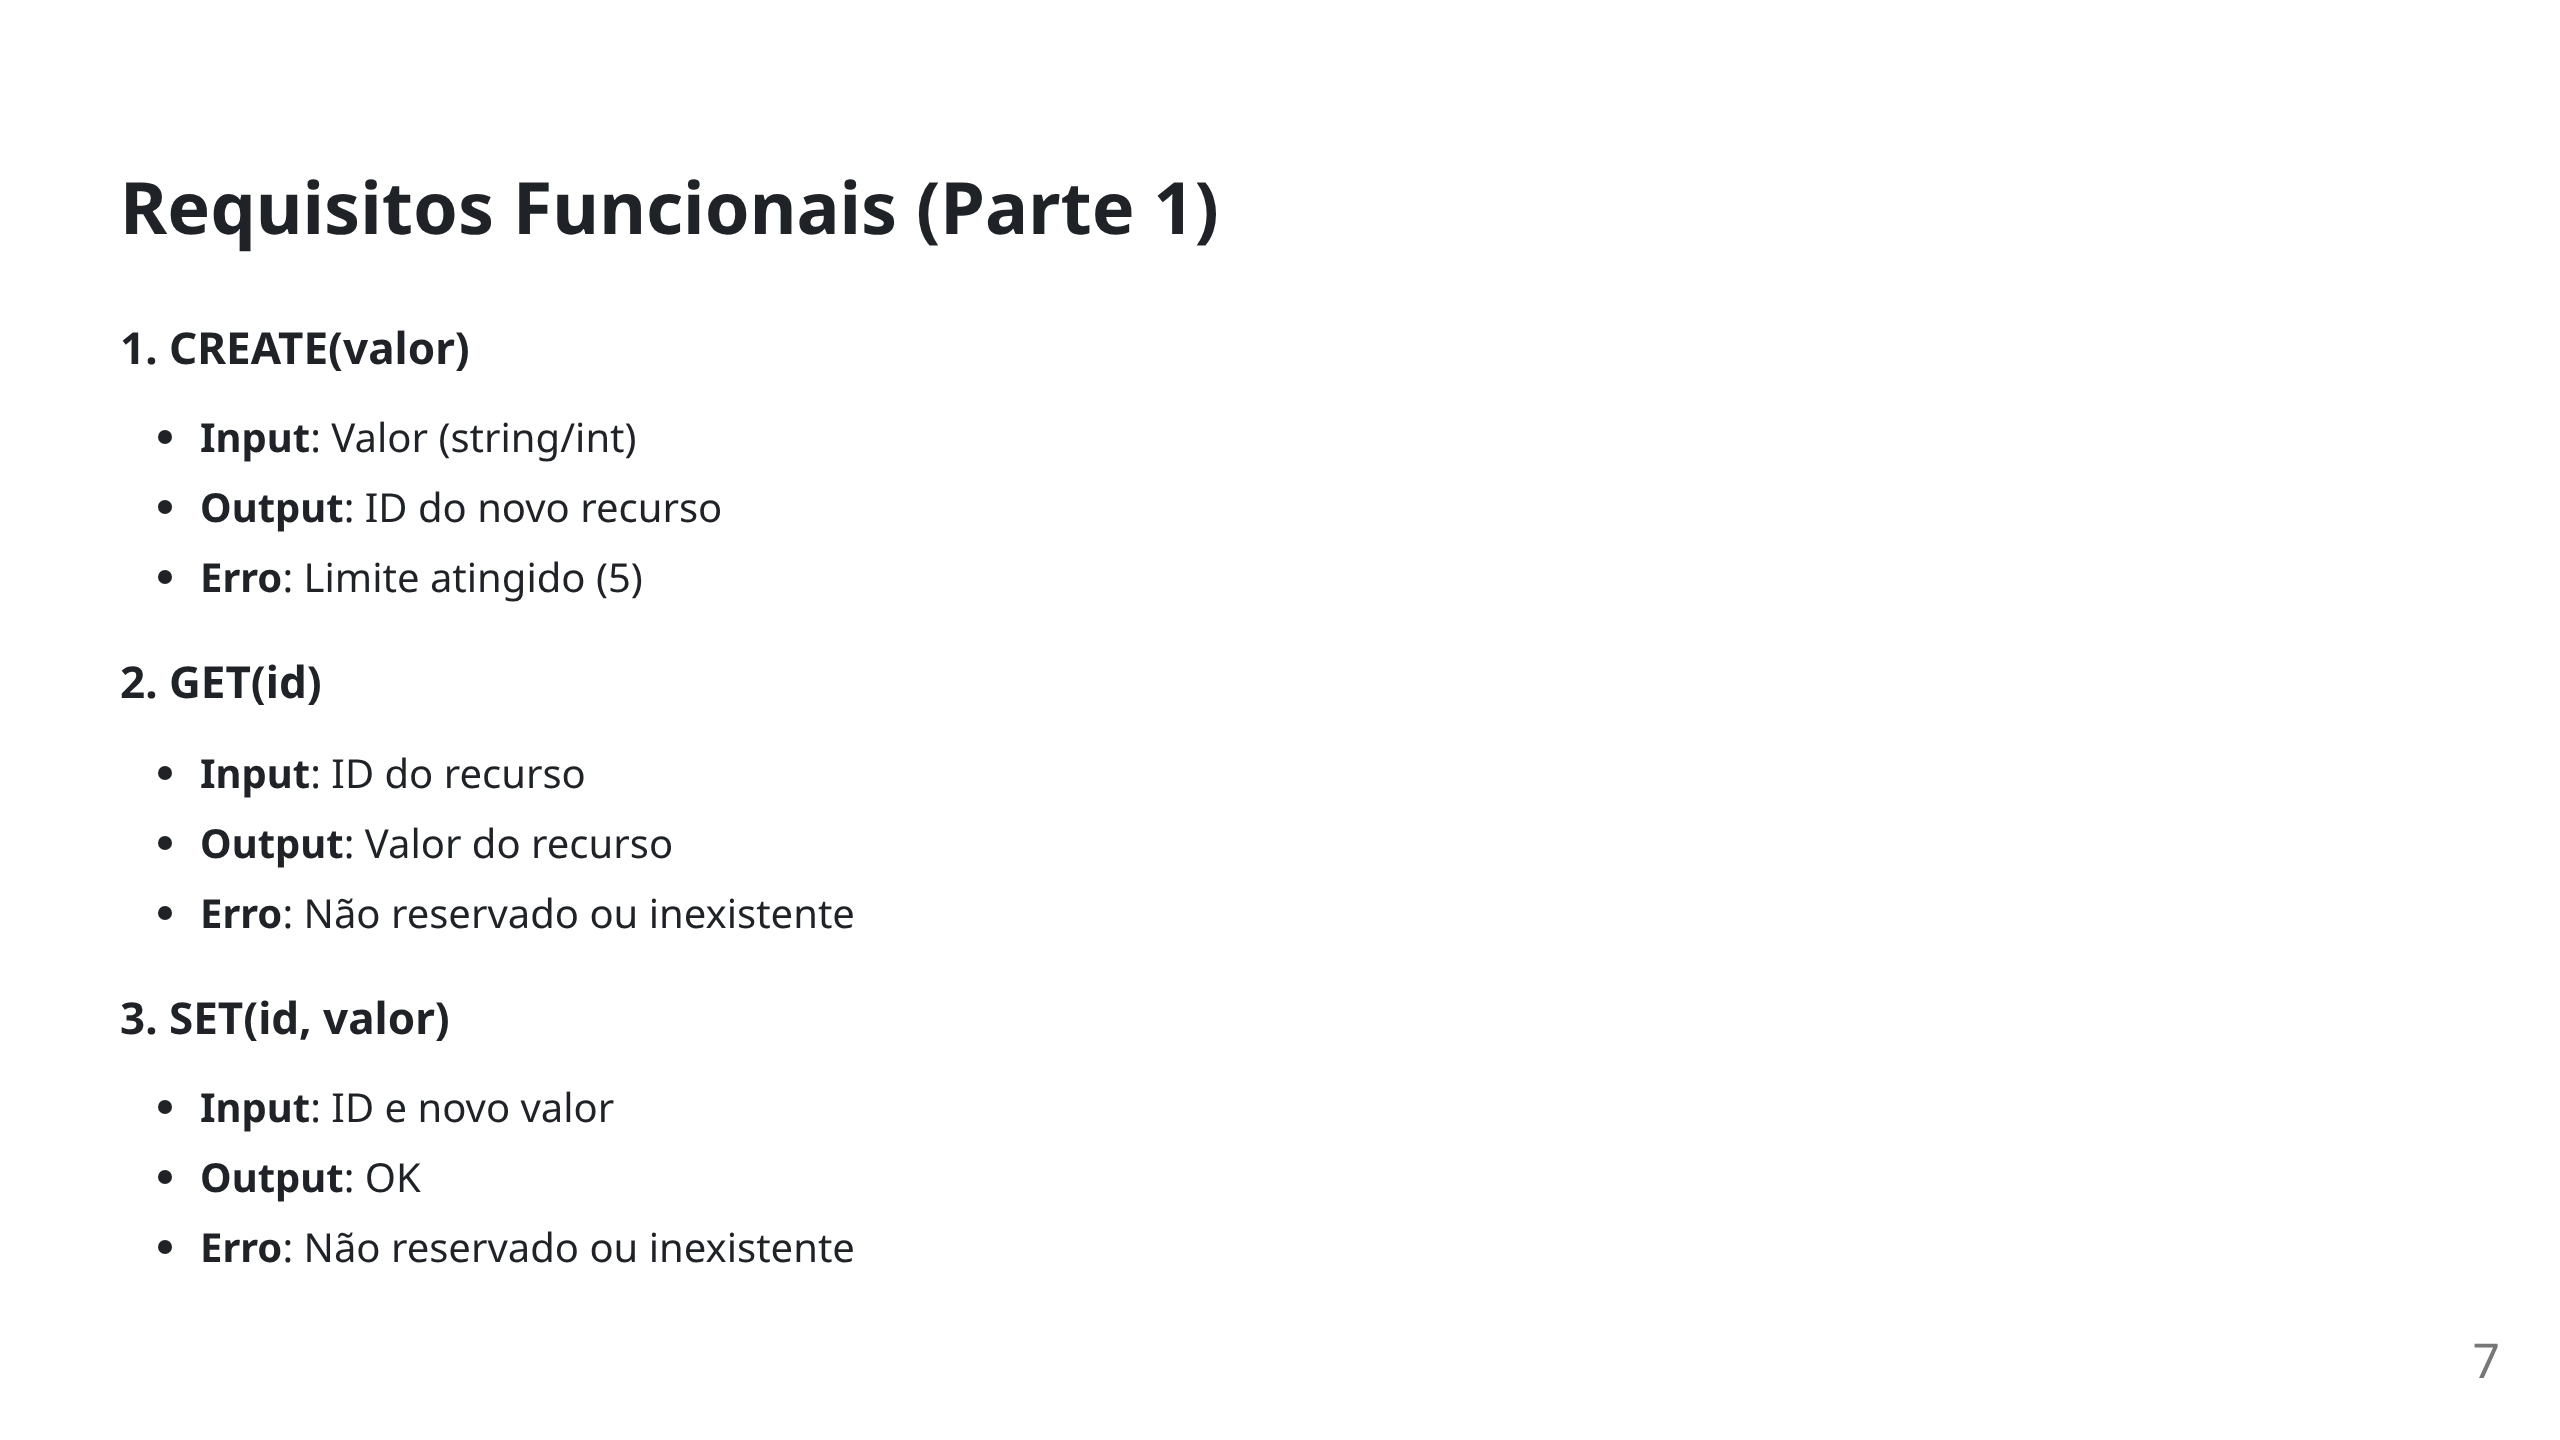 Requisitos Funcionais (Parte 1)
1. CREATE(valor)
• Input: Valor (string/int)
• Output: ID do novo recurso
• Erro: Limite atingido (5)
2. GET(id)
• Input: ID do recurso
• Output: Valor do recurso
• Erro: Não reservado ou inexistente
3. SET(id, valor)
• Input: ID e novo valor
• Output: OK
• Erro: Não reservado ou inexistente
7